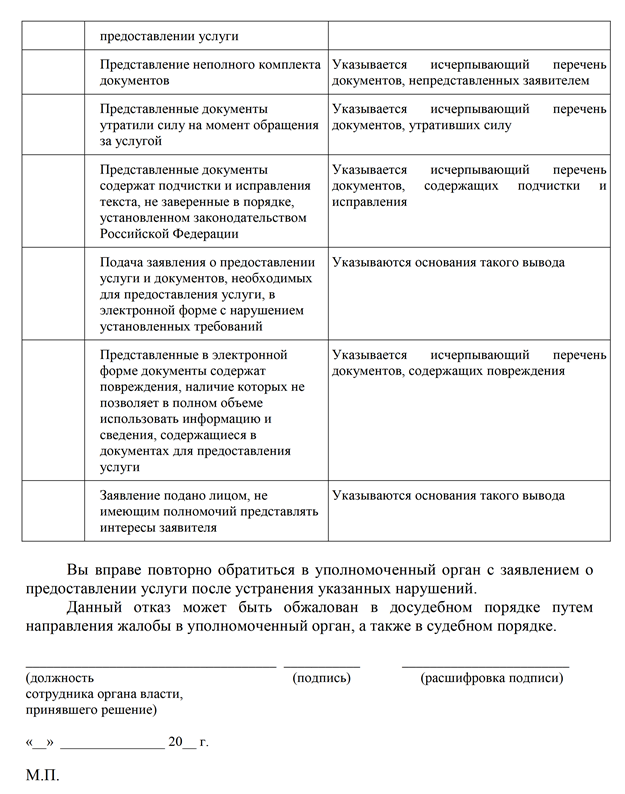 предоставлении услуги
Представление неполного комплекта документов
Указывается исчерпывающий перечень документов, непредставленных заявителем
Представленные документы
утратили силу на момент обращения
за услугой
Указывается исчерпывающий перечень
документов, утративших силу
Представленные документы
содержат подчистки и исправления
текста, не заверенные в порядке,
установленном законодательством
Российской Федерации
Указывается исчерпывающий перечень
документов, содержащих подчистки и
исправления
Подача заявления о предоставлении
услуги и документов, необходимых
для предоставления услуги, в
электронной форме с нарушением
установленных требований
Указываются основания такого вывода
Представленные в электронной
форме документы содержат
повреждения, наличие которых не
позволяет в полном объеме
использовать информацию и
сведения, содержащиеся в
документах для предоставления
услуги
Указывается исчерпывающий перечень
документов, содержащих повреждения
Заявление подано лицом, не
имеющим полномочий представлять
интересы заявителя
Указываются основания такого вывода
Вы вправе повторно обратиться в уполномоченный орган с заявлением о
предоставлении услуги после устранения указанных нарушений.
Данный отказ может быть обжалован в досудебном порядке путем
направления жалобы в уполномоченный орган, а также в судебном порядке.
(должность (подпись) (расшифровка подписи)
сотрудника органа власти,
принявшего решение)
«__» ________________ 20__ г.
М.П.